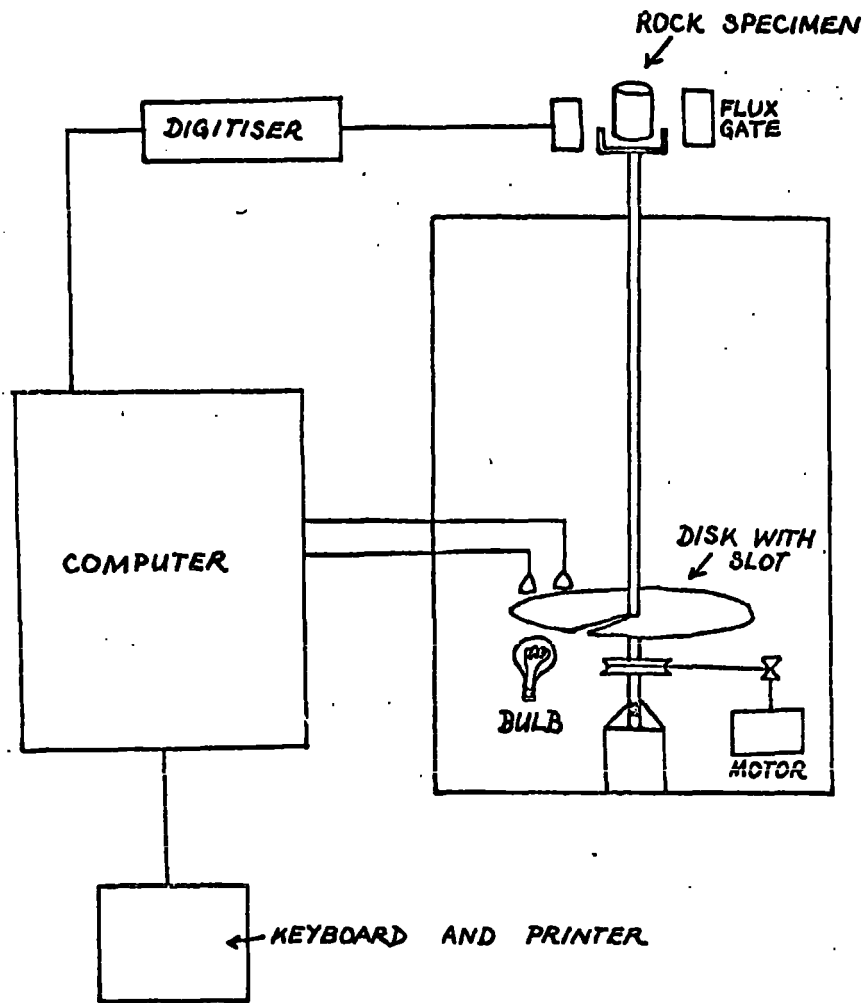 ROCK SPECIMEN
DIGITISER
FLUX
GATE
COMPUTER
DISK WITH
SLOT
BULB
MOTOR
KEYBOARD AND PRINTER